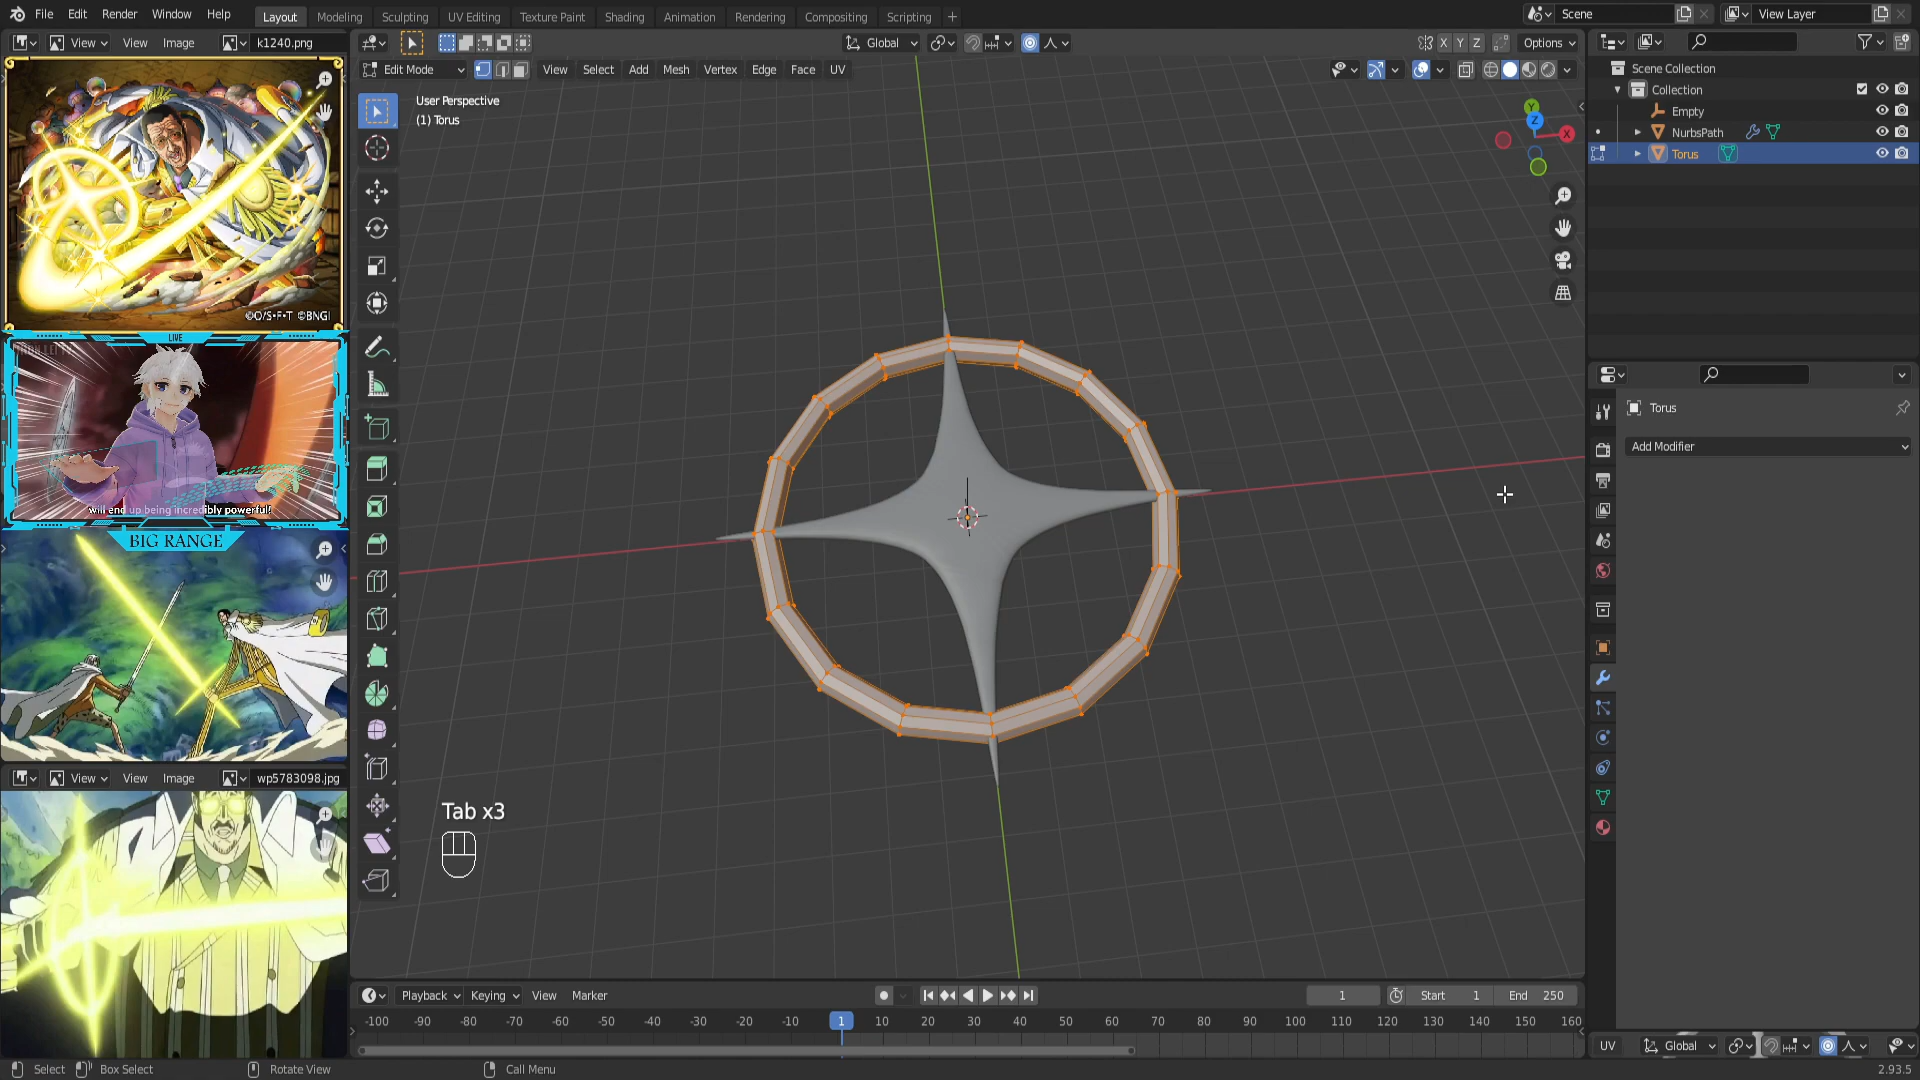 File Edit Render Window Help
Layout Modeling Sculpting UV Editing Texture Paint Shading Animation Rendering Compositing Scripting +
Scene
View Layer
View View Image k1240.png
Global
X Y Z
Options
Edit Mode
View Select Add Mesh Vertex Edge Face UV
User Perspective
(1) Torus
Y
Z
X
Scene Collection
Collection
Empty
NurbsPath
Torus
©O/S•F•T ©BNGI
LIVE
will end up being incredibly powerful!
BIG RANGE
Torus
Add Modifier
View View Image wp5783098.jpg
Tab x3
Playback Keying View Marker
1
Start 1
End 250
-100 -90 -80 -70 -60 -50 -40 -30 -20 -10 1 10 20 30 40 50 60 70 80 90 100 110 120 130 140 150 160
UV Global
Select Box Select Rotate View Call Menu
2.93.5